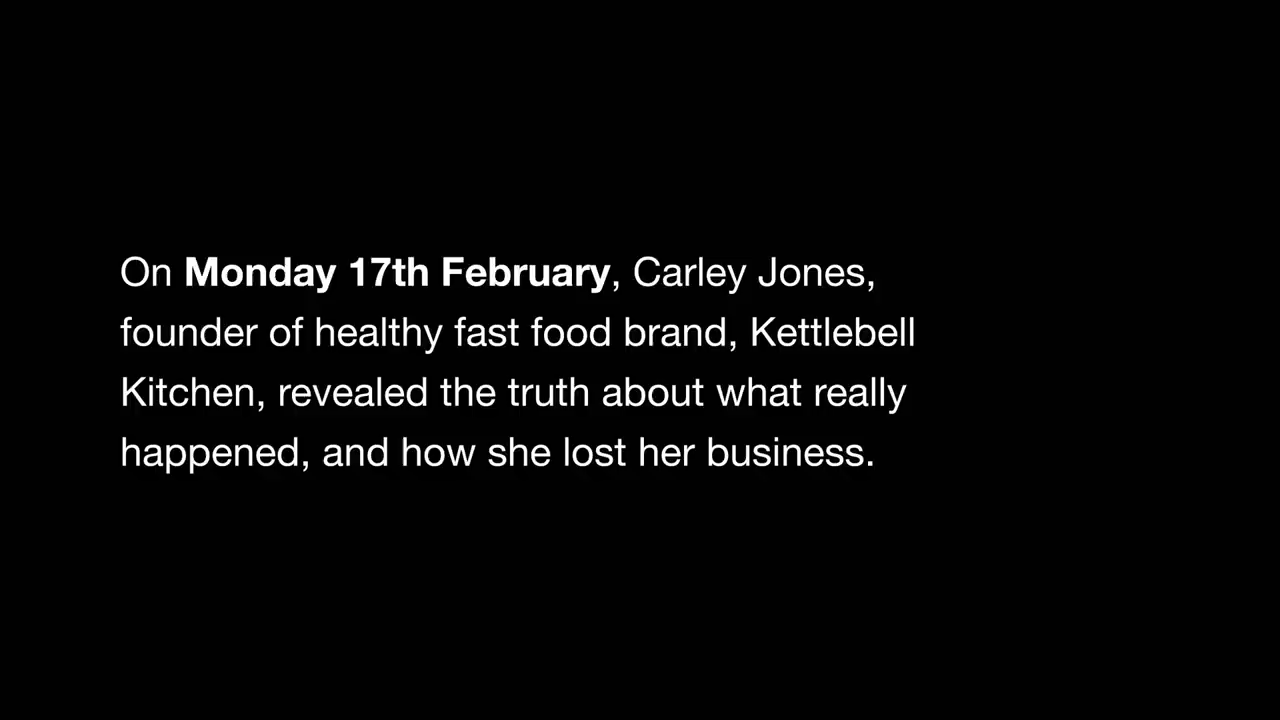 On Monday 17th February, Carley Jones,
founder of healthy fast food brand, Kettlebell
Kitchen, revealed the truth about what really
happened, and how she lost her business.